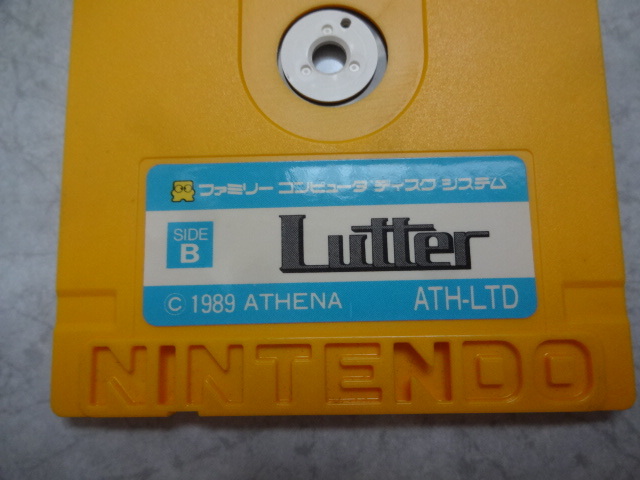 ファミリー コンピュータ ディスク システム
SIDE
B
Lutter
© 1989 ATHENA ATH-LTD
NINTENDO